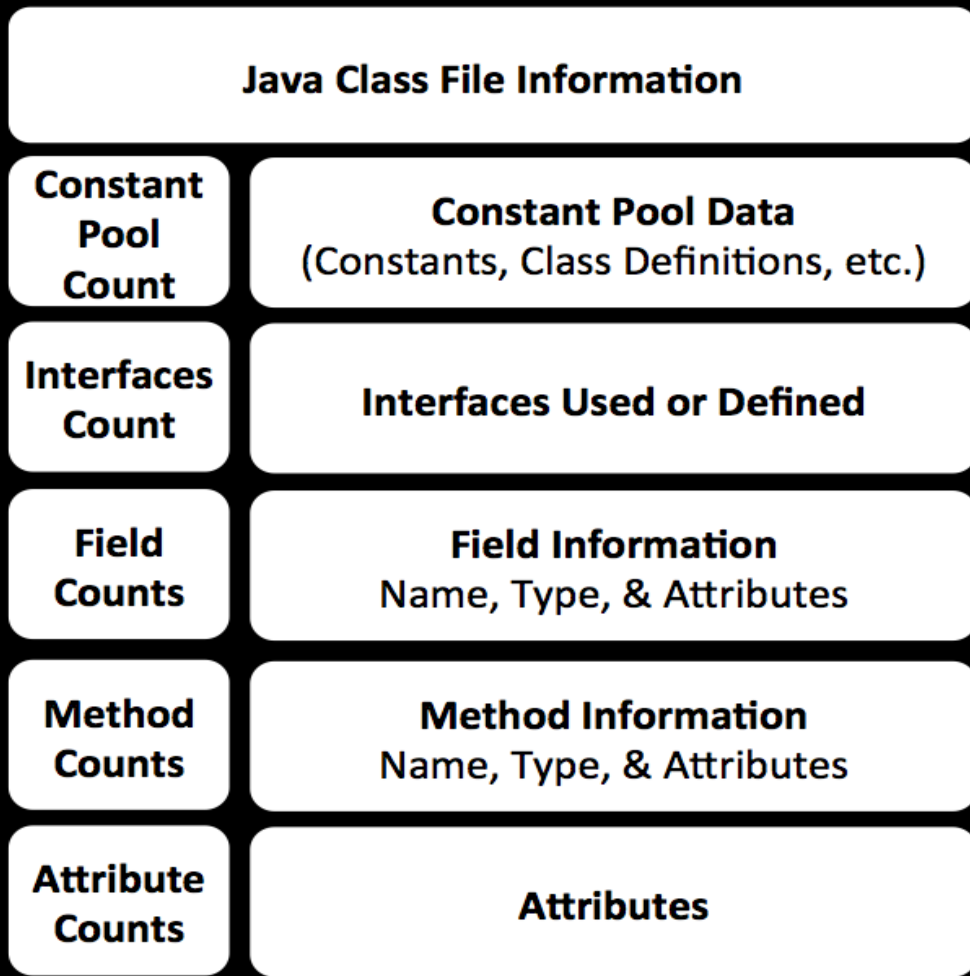 Java Class File Information
Constant
Pool
Count
Constant Pool Data
(Constants, Class Definitions, etc.)
Interfaces
Count
Interfaces Used or Defined
Field
Counts
Field Information
Name, Type, & Attributes
Method
Counts
Method Information
Name, Type, & Attributes
Attribute
Counts
Attributes